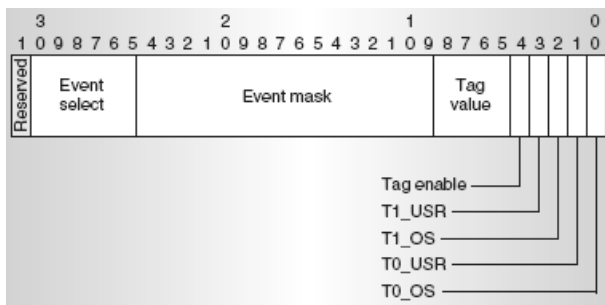 3 2 1 0
1 0 9 8 7 6 5 4 3 2 1 0 9 8 7 6 5 4 3 2 1 0 9 8 7 6 5 4 3 2 1 0
Reserved
Event select
Event mask
Tag value
Tag enable
T1_USR
T1_OS
T0_USR
T0_OS